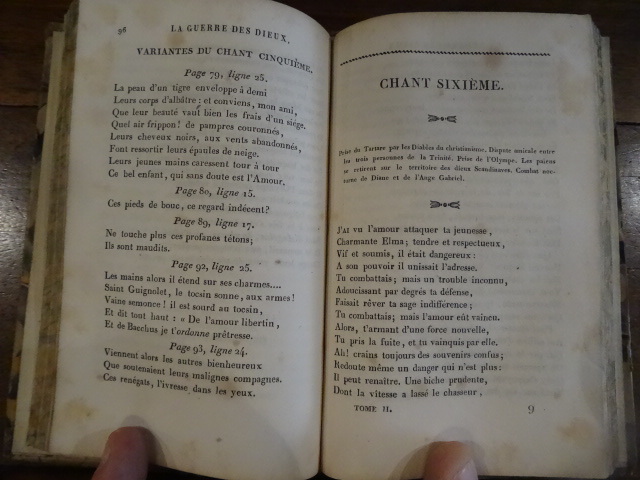 96
LA GUERRE DES DIEUX,
VARIANTES DU CHANT CINQUIÈME.
Page 79, ligne 25.
La peau d'un tigre enveloppe à demi
Leurs corps d'albâtre : et conviens, mon ami,
Que leur beauté vaut bien les frais d'un siége.
Quel air frippon! de pampres couronnés,
Leurs cheveux noirs, aux vents abandonnés,
Font ressortir leurs épaules de neige.
Leurs jeunes mains caressent tour à tour
Ce bel enfant, qui sans doute est l'Amour.
Page 80, ligne 15.
Ces pieds de bouc, ce regard indécent?
Page 89, ligne 17.
Ne touche plus ces profanes tétons;
Ils sont maudits.
Page 92, ligne 25.
Les mains alors il étend sur ses charmes....
Saint Guignolet, le tocsin sonne, aux armes!
Vaine semonce! il est sourd au tocsin,
Et dit tout haut : « De l'amour libertin,
Et de Bacchus je t'ordonne prêtresse.
Page 93, ligne 24.
Viennent alors les autres bienheureux
Que soutenaient leurs malignes compagnes.
Ces renégats, l'ivresse dans les yeux.
CHANT SIXIÈME.
Prise du Tartare par les Diables du christianisme. Dispute amicale entre
les trois personnes de la Trinité. Prise de l'Olympe. Les païens
se retirent sur le territoire des dieux Scandinaves. Combat noc-
turne de Diane et de l'Ange Gabriel.
J'AI vu l'amour attaquer ta jeunesse,
Charmante Elma; tendre et respectueux,
Vif et soumis, il était dangereux :
A son pouvoir il unissait l'adresse.
Tu combattais; mais un trouble inconnu,
Adoucissant par degrés ta défense,
Faisait rêver ta sage indifférence;
Tu combattais; mais l'amour eût vaincu.
Alors, t'armant d'une force nouvelle,
Tu pris la fuite, et tu vainquis par elle.
Ah! crains toujours des souvenirs confus;
Redoute même un danger qui n'est plus:
Il peut renaître. Une biche prudente,
Dont la vitesse a lassé le chasseur,
TOME II.
9